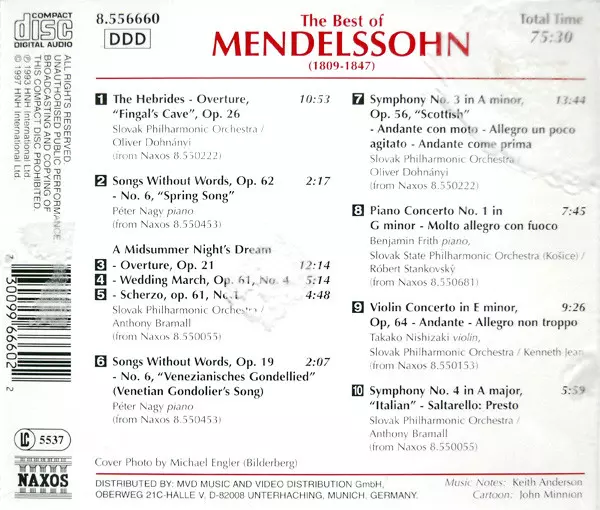 COMPACT
disc
DIGITAL AUDIO
8.556660
DDD
The Best of
MENDELSSOHN
(1809-1847)
Total Time
75:30
ALL RIGHTS RESERVED.
UNAUTHORISED PUBLIC PERFORMANCE,
BROADCASTING AND COPYING OF
THIS COMPACT DISC PROHIBITED.
℗ 1993 HNH International Ltd.
© 1997 HNH International Ltd.
7 30099 66602 2
LC 5537
NAXOS
1 The Hebrides - Overture, 10:53
"Fingal's Cave", Op. 26
Slovak Philharmonic Orchestra /
Oliver Dohnányi
(from Naxos 8.550222)
2 Songs Without Words, Op. 62 2:17
- No. 6, "Spring Song"
Péter Nagy piano
(from Naxos 8.550453)
A Midsummer Night's Dream
3 - Overture, Op. 21 12:14
4 - Wedding March, Op. 61, No. 4 5:14
5 - Scherzo, op. 61, No.1 4:48
Slovak Philharmonic Orchestra /
Anthony Bramall
(from Naxos 8.550055)
6 Songs Without Words, Op. 19 2:07
- No. 6, "Venezianisches Gondellied"
(Venetian Gondolier's Song)
Péter Nagy piano
(from Naxos 8.550453)
7 Symphony No. 3 in A minor, 13:44
Op. 56, "Scottish"
- Andante con moto - Allegro un poco
agitato - Andante come prima
Slovak Philharmonic Orchestra
Oliver Dohnányi
(from Naxos 8.550222)
8 Piano Concerto No. 1 in 7:45
G minor - Molto allegro con fuoco
Benjamin Frith piano,
Slovak State Philharmonic Orchestra (Košice) /
Róbert Stankovský
(from Naxos 8.550681)
9 Violin Concerto in E minor, 9:26
Op, 64 - Andante - Allegro non troppo
Takako Nishizaki violin,
Slovak Philharmonic Orchestra / Kenneth Jean
(from Naxos 8.550153)
10 Symphony No. 4 in A major, 5:59
"Italian" - Saltarello: Presto
Slovak Philharmonic Orchestra /
Anthony Bramall
(from Naxos 8.550055)
Cover Photo by Michael Engler (Bilderberg)
Music Notes: Keith Anderson
Cartoon: John Minnion
DISTRIBUTED BY: MVD MUSIC AND VIDEO DISTRIBUTION GmbH,
OBERWEG 21C-HALLE V, D-82008 UNTERHACHING, MUNICH, GERMANY.